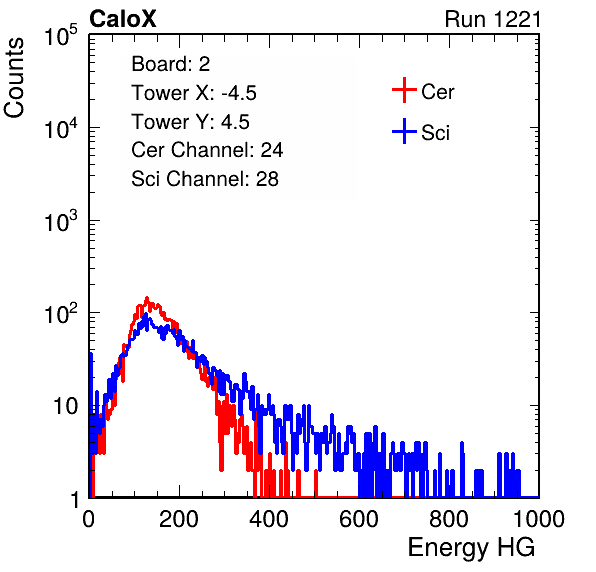 CaloX Run 1221
Counts
Board: 2
Tower X: -4.5
Tower Y: 4.5
Cer Channel: 24
Sci Channel: 28
Cer
Sci
10^5
10^4
10^3
10^2
10
1
0 200 400 600 800 1000
Energy HG